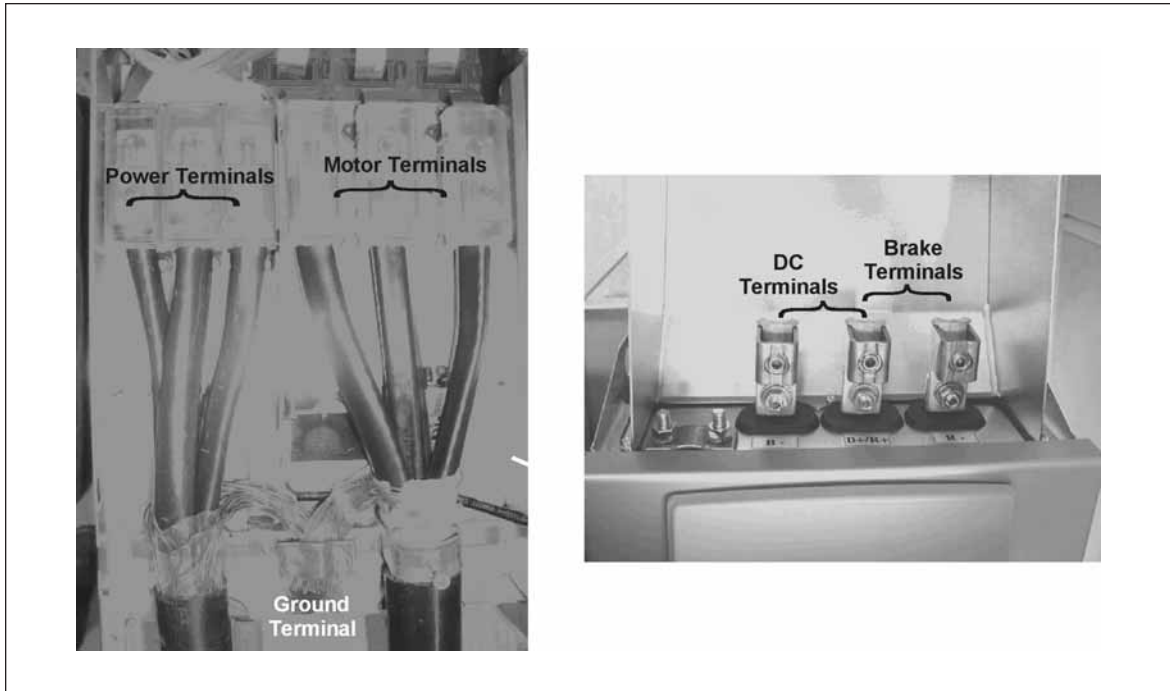 Power Terminals
Motor Terminals
Ground
Terminal
DC
Terminals
Brake
Terminals
B -
D+/R+
R -